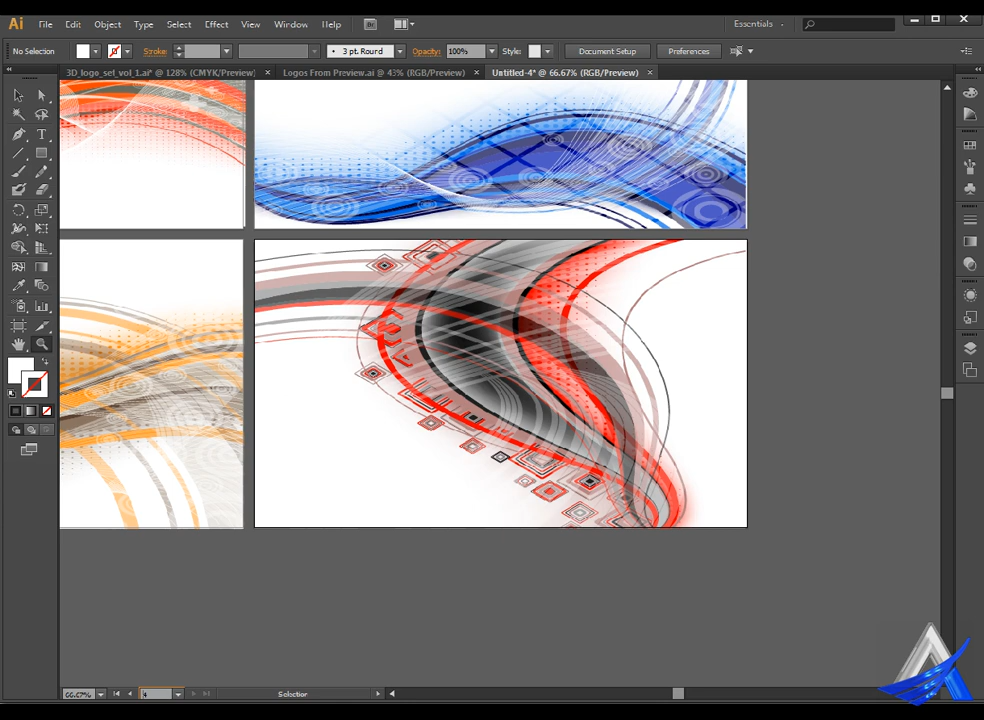 Ai File Edit Object Type Select Effect View Window Help Br Essentials
No Selection Stroke: 3 pt. Round Opacity: 100% Style: Document Setup Preferences
3D_logo_set_vol_1.ai* @ 128% (CMYK/Preview) × Logos From Preview.ai @ 43% (RGB/Preview) × Untitled-4* @ 66.67% (RGB/Preview) ×
66.67% 4 Selection